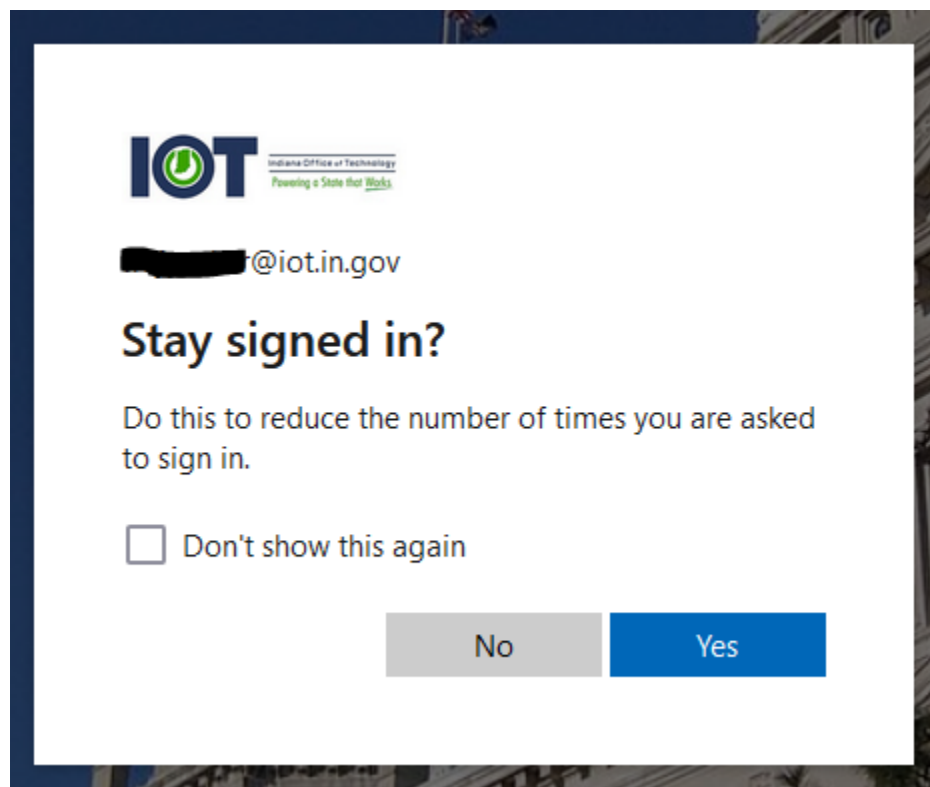 IOT
Indiana Office of Technology
Powering a State that Works.
r@iot.in.gov
Stay signed in?
Do this to reduce the number of times you are asked
to sign in.
Don't show this again
No Yes